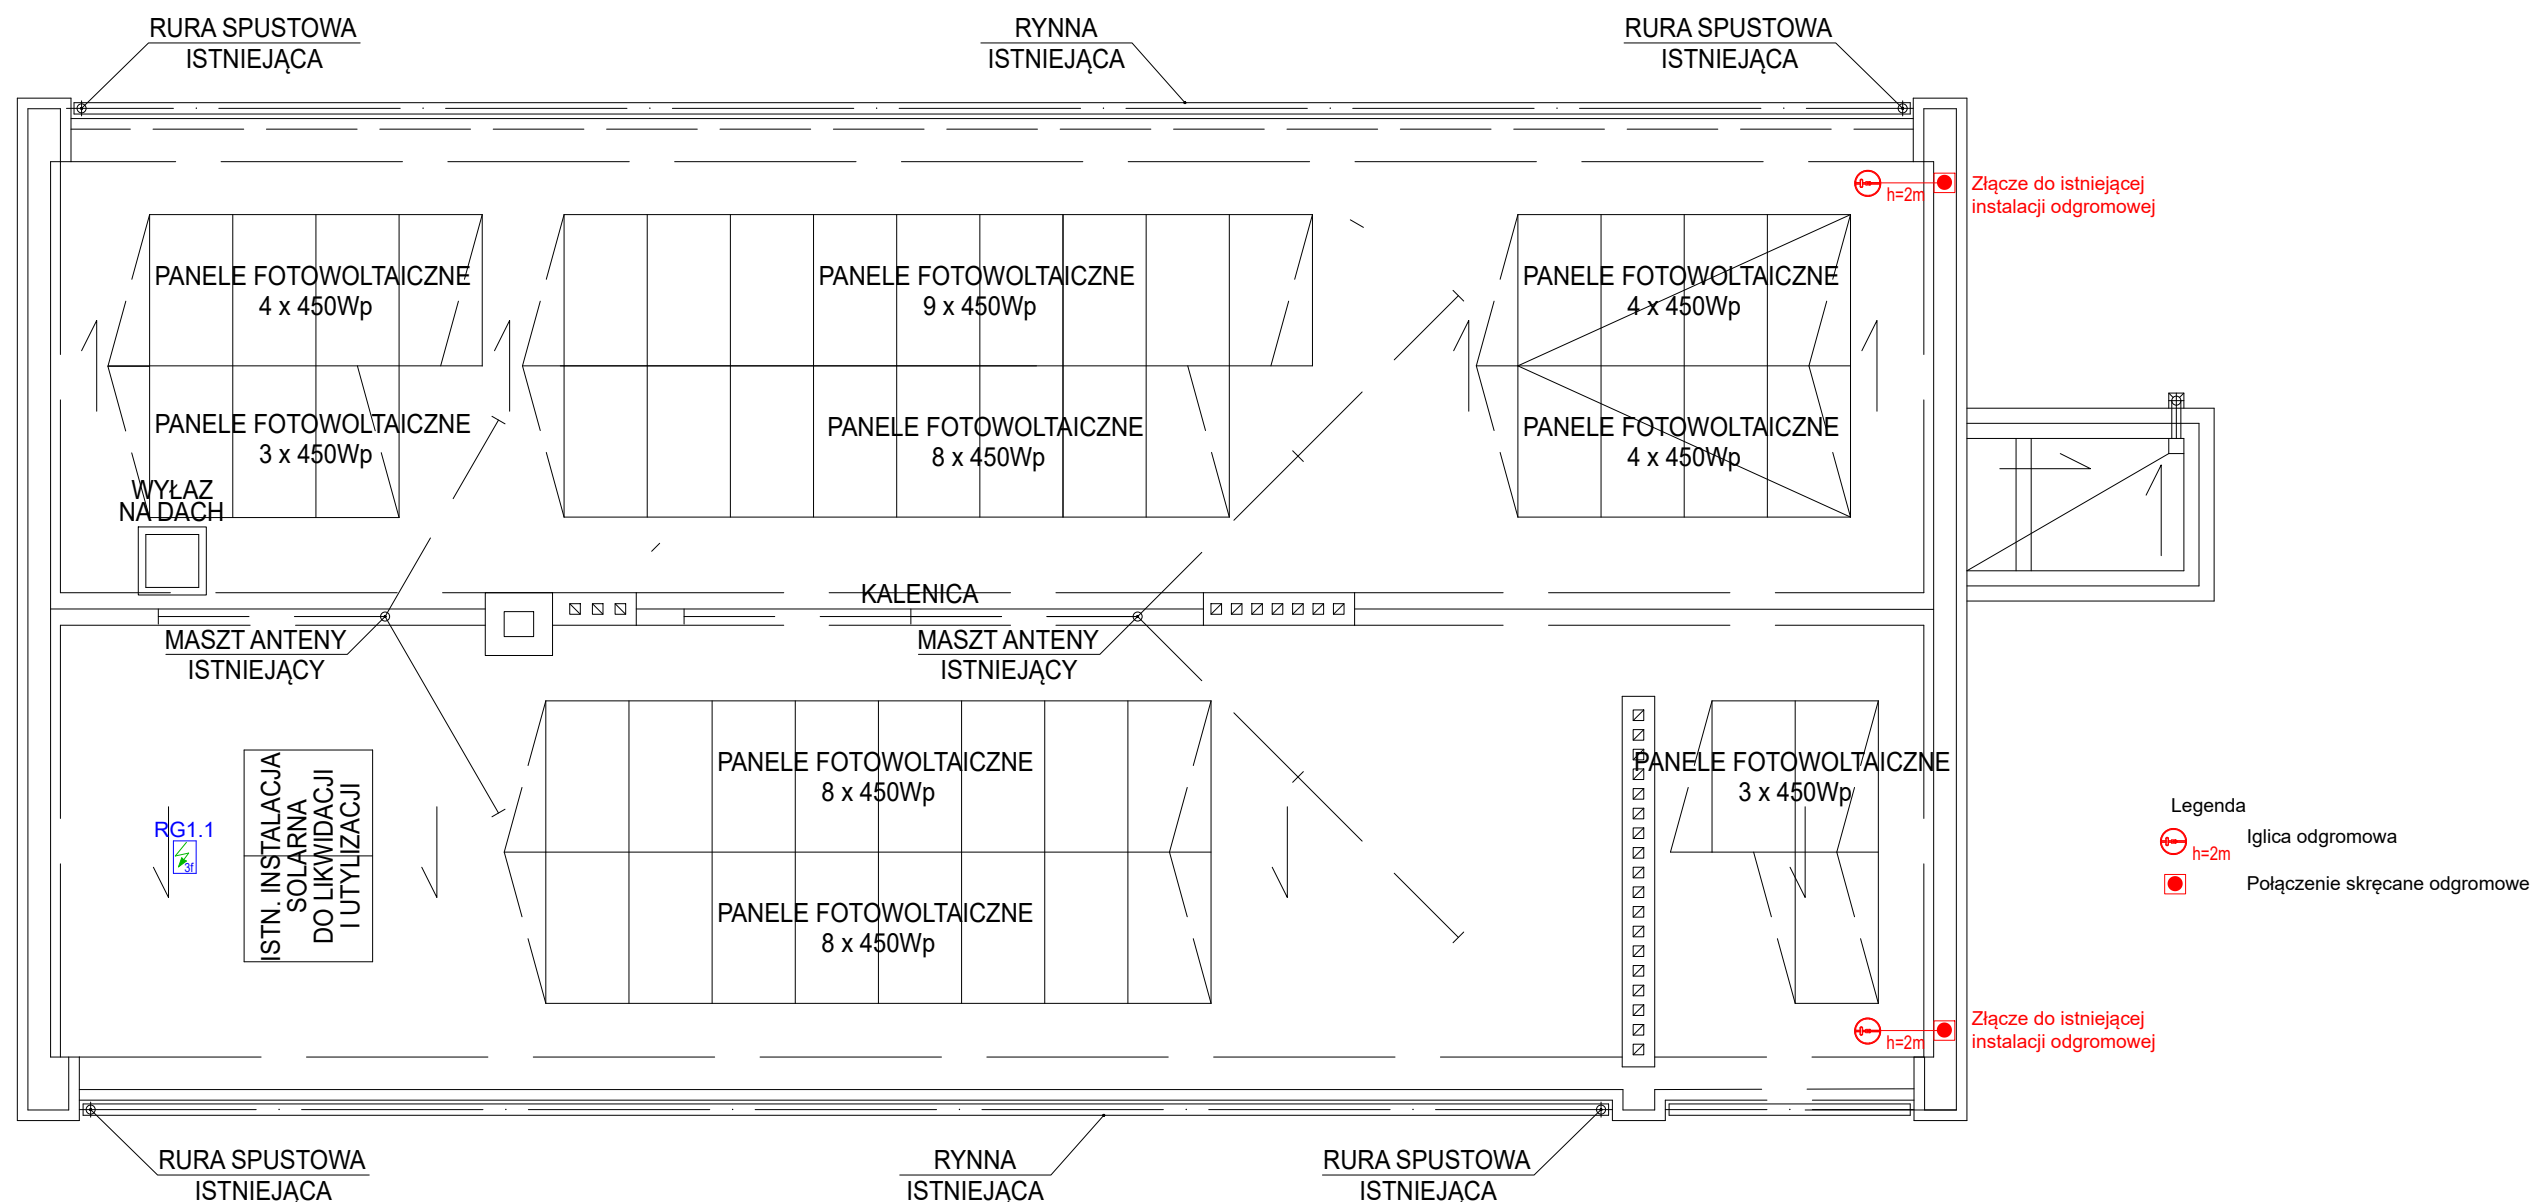 RURA SPUSTOWA
ISTNIEJĄCA
RYNNA
ISTNIEJĄCA
RURA SPUSTOWA
ISTNIEJĄCA
h=2m
Złącze do istniejącej
instalacji odgromowej
PANELE FOTOWOLTAICZNE
4 x 450Wp
PANELE FOTOWOLTAICZNE
9 x 450Wp
PANELE FOTOWOLTAICZNE
4 x 450Wp
PANELE FOTOWOLTAICZNE
3 x 450Wp
PANELE FOTOWOLTAICZNE
8 x 450Wp
PANELE FOTOWOLTAICZNE
4 x 450Wp
WYŁAZ
NA DACH
KALENICA
MASZT ANTENY
ISTNIEJĄCY
MASZT ANTENY
ISTNIEJĄCY
PANELE FOTOWOLTAICZNE
8 x 450Wp
PANELE FOTOWOLTAICZNE
3 x 450Wp
RG1.1
3f
ISTN. INSTALACJA
SOLARNA
DO LIKWIDACJI
I UTYLIZACJI
PANELE FOTOWOLTAICZNE
8 x 450Wp
Legenda
h=2m
Iglica odgromowa
Połączenie skręcane odgromowe
h=2m
Złącze do istniejącej
instalacji odgromowej
RURA SPUSTOWA
ISTNIEJĄCA
RYNNA
ISTNIEJĄCA
RURA SPUSTOWA
ISTNIEJĄCA